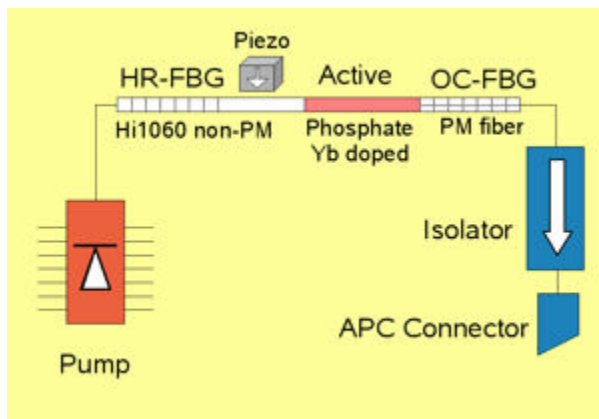 Piezo
HR-FBG
Active
OC-FBG
Hi1060 non-PM
Phosphate
Yb doped
PM fiber
Isolator
APC Connector
Pump